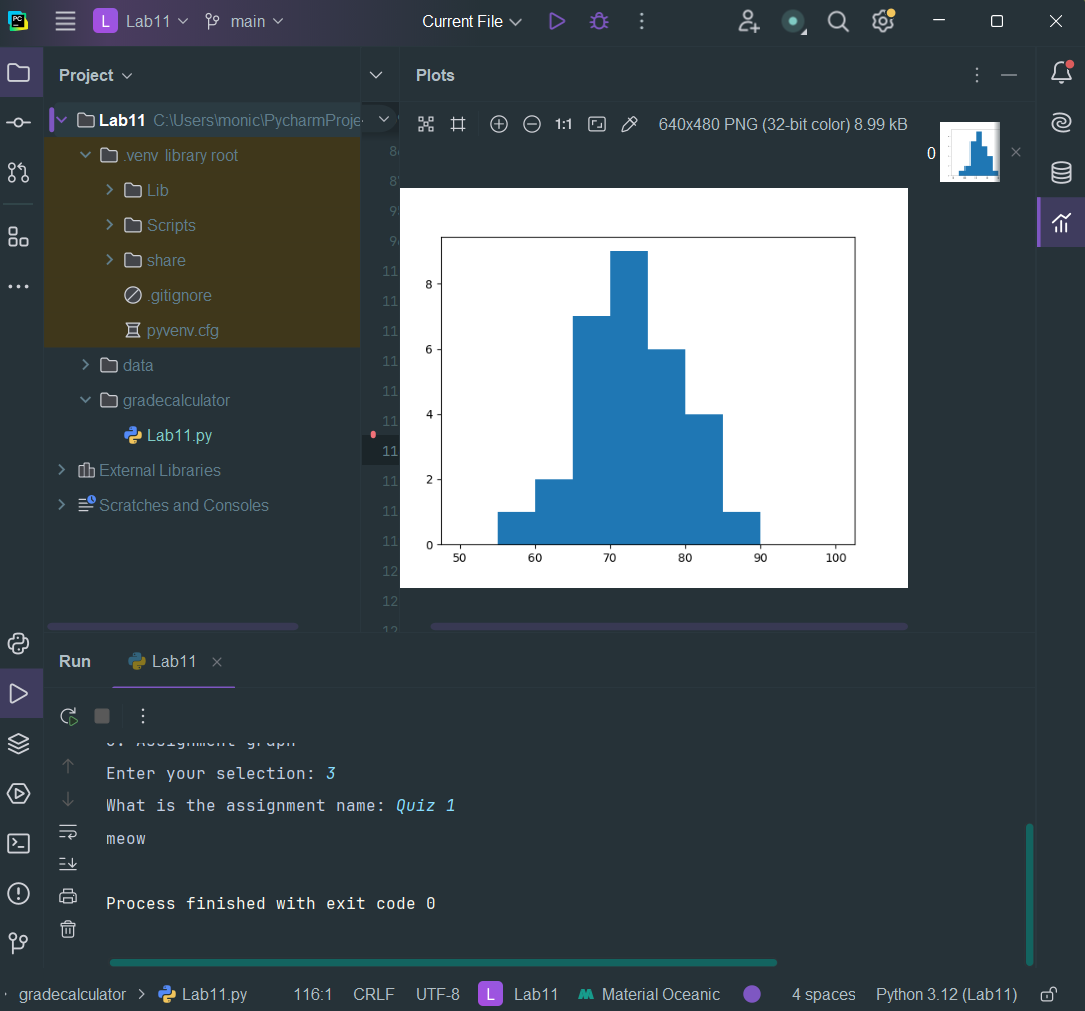 PC
L Lab11 main Current File
Project
Plots
Lab11 C:\Users\monic\PycharmProje
1:1 640x480 PNG (32-bit color) 8.99 kB
0
.venv library root
Lib
Scripts
share
.gitignore
pyvenv.cfg
data
gradecalculator
Lab11.py
External Libraries
Scratches and Consoles
8
6
4
2
0
50 60 70 80 90 100
Run Lab11
Enter your selection: 3
What is the assignment name: Quiz 1
meow
Process finished with exit code 0
gradecalculator > Lab11.py 116:1 CRLF UTF-8 L Lab11 Material Oceanic 4 spaces Python 3.12 (Lab11)